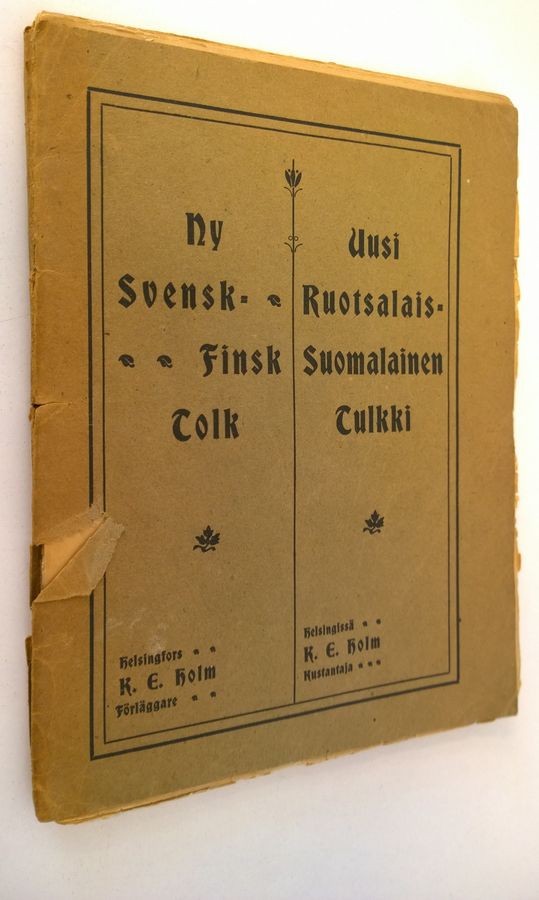 Ny
Svensk-
Finsk
Tolk
Helsingfors
K. E. Holm
Förläggare
Uusi
Ruotsalais-
Suomalainen
Tulkki
Helsingissä
K. E. Holm
Kustantaja